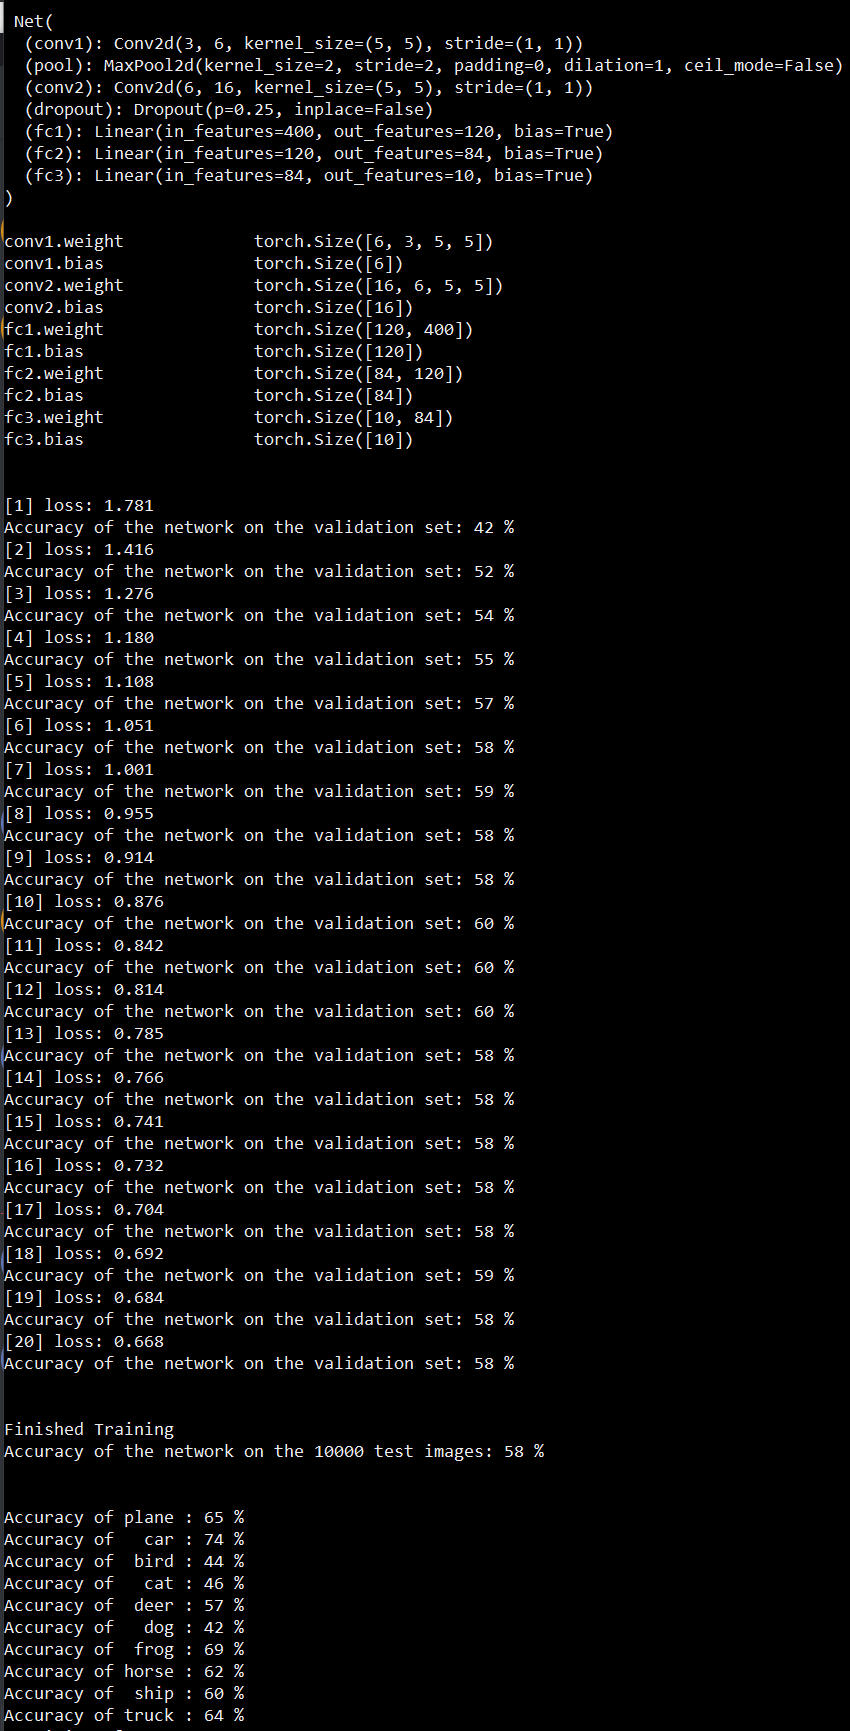 Net(
(conv1): Conv2d(3, 6, kernel_size=(5, 5), stride=(1, 1))
(pool): MaxPool2d(kernel_size=2, stride=2, padding=0, dilation=1, ceil_mode=False)
(conv2): Conv2d(6, 16, kernel_size=(5, 5), stride=(1, 1))
(dropout): Dropout(p=0.25, inplace=False)
(fc1): Linear(in_features=400, out_features=120, bias=True)
(fc2): Linear(in_features=120, out_features=84, bias=True)
(fc3): Linear(in_features=84, out_features=10, bias=True)
)
conv1.weight torch.Size([6, 3, 5, 5])
conv1.bias torch.Size([6])
conv2.weight torch.Size([16, 6, 5, 5])
conv2.bias torch.Size([16])
fc1.weight torch.Size([120, 400])
fc1.bias torch.Size([120])
fc2.weight torch.Size([84, 120])
fc2.bias torch.Size([84])
fc3.weight torch.Size([10, 84])
fc3.bias torch.Size([10])
[1] loss: 1.781
Accuracy of the network on the validation set: 42 %
[2] loss: 1.416
Accuracy of the network on the validation set: 52 %
[3] loss: 1.276
Accuracy of the network on the validation set: 54 %
[4] loss: 1.180
Accuracy of the network on the validation set: 55 %
[5] loss: 1.108
Accuracy of the network on the validation set: 57 %
[6] loss: 1.051
Accuracy of the network on the validation set: 58 %
[7] loss: 1.001
Accuracy of the network on the validation set: 59 %
[8] loss: 0.955
Accuracy of the network on the validation set: 58 %
[9] loss: 0.914
Accuracy of the network on the validation set: 58 %
[10] loss: 0.876
Accuracy of the network on the validation set: 60 %
[11] loss: 0.842
Accuracy of the network on the validation set: 60 %
[12] loss: 0.814
Accuracy of the network on the validation set: 60 %
[13] loss: 0.785
Accuracy of the network on the validation set: 58 %
[14] loss: 0.766
Accuracy of the network on the validation set: 58 %
[15] loss: 0.741
Accuracy of the network on the validation set: 58 %
[16] loss: 0.732
Accuracy of the network on the validation set: 58 %
[17] loss: 0.704
Accuracy of the network on the validation set: 58 %
[18] loss: 0.692
Accuracy of the network on the validation set: 59 %
[19] loss: 0.684
Accuracy of the network on the validation set: 58 %
[20] loss: 0.668
Accuracy of the network on the validation set: 58 %
Finished Training
Accuracy of the network on the 10000 test images: 58 %
Accuracy of plane : 65 %
Accuracy of car : 74 %
Accuracy of bird : 44 %
Accuracy of cat : 46 %
Accuracy of deer : 57 %
Accuracy of dog : 42 %
Accuracy of frog : 69 %
Accuracy of horse : 62 %
Accuracy of ship : 60 %
Accuracy of truck : 64 %